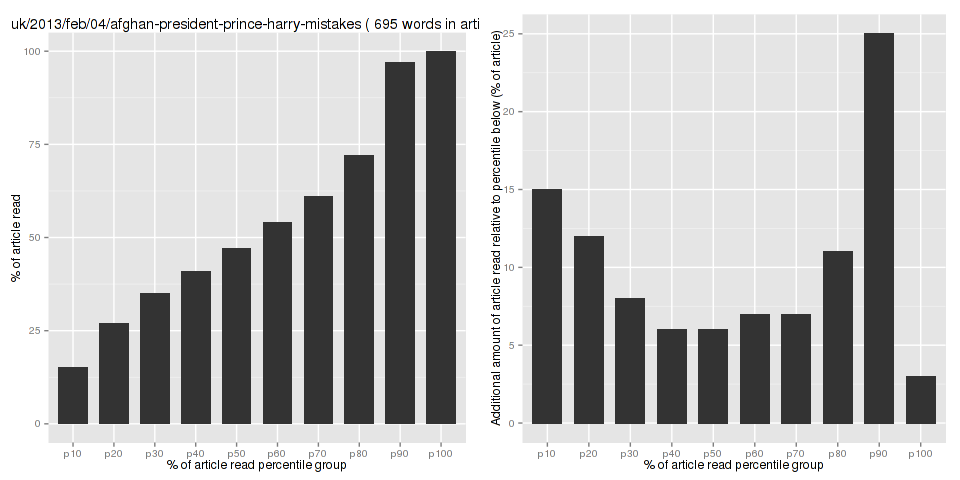 uk/2013/feb/04/afghan-president-prince-harry-mistakes ( 695 words in arti
% of article read
100
75
50
25
0
p10 p20 p30 p40 p50 p60 p70 p80 p90 p100
% of article read percentile group
Additional amount of article read relative to percentile below (% of article)
25
20
15
10
5
0
p10 p20 p30 p40 p50 p60 p70 p80 p90 p100
% of article read percentile group